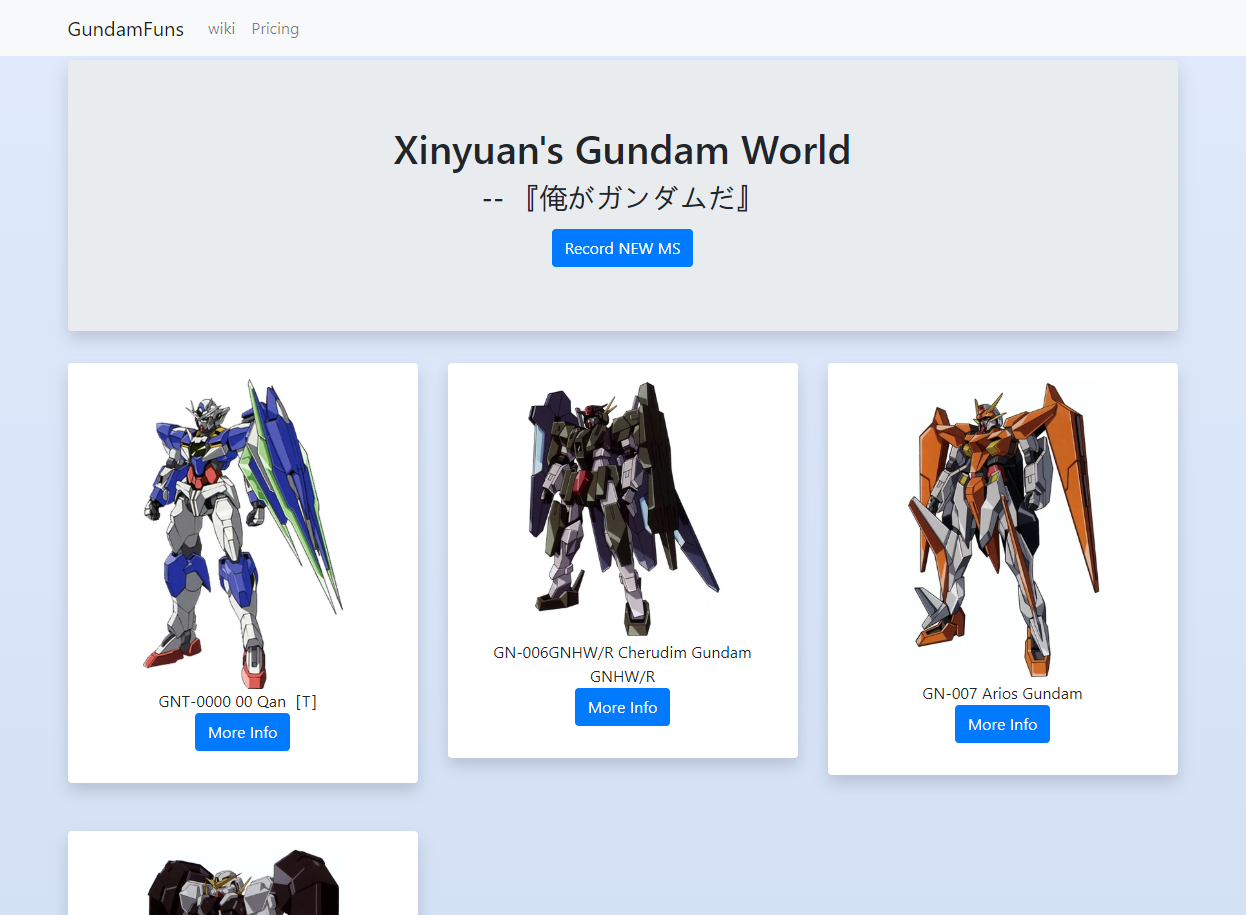 GundamFuns wiki Pricing
Xinyuan's Gundam World
-- 『俺がガンダムだ』
Record NEW MS
GNT-0000 00 Qan [T]
More Info
GN-006GNHW/R Cherudim Gundam
GNHW/R
More Info
GN-007 Arios Gundam
More Info